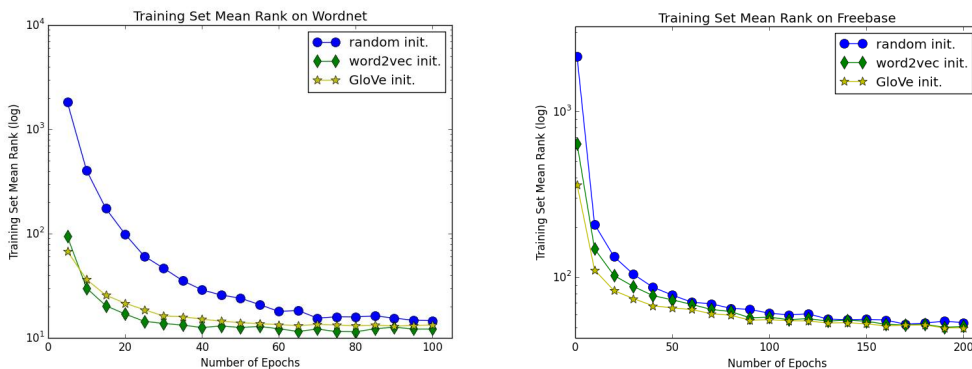 Training Set Mean Rank on Wordnet
10^4
10^3
10^2
10^1
Training Set Mean Rank (log)
random init.
word2vec init.
GloVe init.
0 20 40 60 80 100
Number of Epochs
Training Set Mean Rank on Freebase
10^3
10^2
Training Set Mean Rank (log)
random init.
word2vec init.
GloVe init.
0 50 100 150 200
Number of Epochs